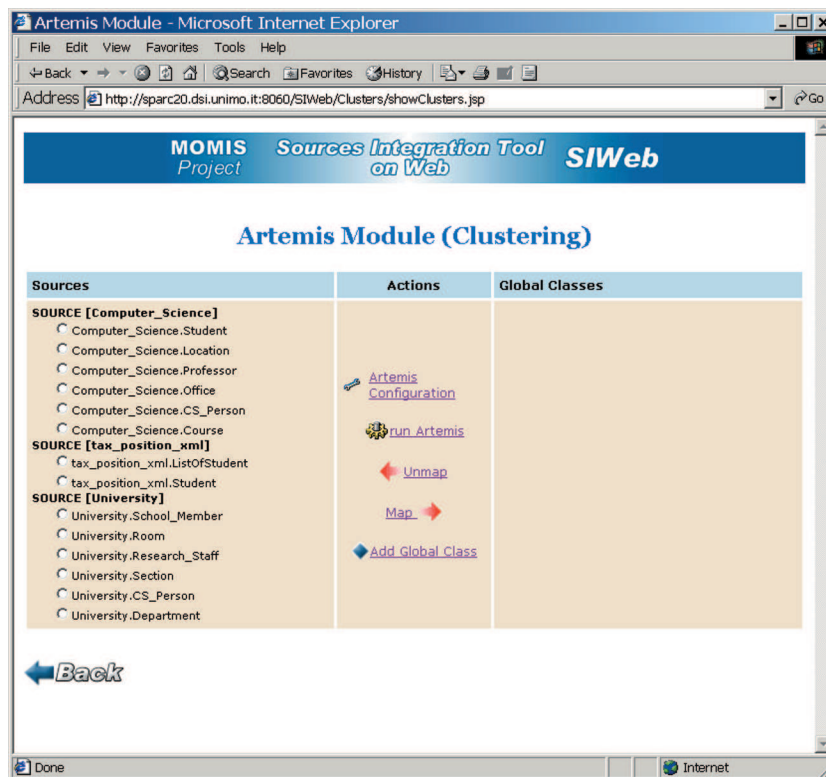 Artemis Module - Microsoft Internet Explorer
File Edit View Favorites Tools Help
Back Search Favorites History
Address http://sparc20.dsi.unimo.it:8060/SIWeb/Clusters/showClusters.jsp Go
MOMIS Project Sources Integration Tool on Web SIWeb
Artemis Module (Clustering)
Sources Actions Global Classes
SOURCE [Computer_Science]
Computer_Science.Student
Computer_Science.Location
Computer_Science.Professor
Computer_Science.Office
Computer_Science.CS_Person
Computer_Science.Course
SOURCE [tax_position_xml]
tax_position_xml.ListOfStudent
tax_position_xml.Student
SOURCE [University]
University.School_Member
University.Room
University.Research_Staff
University.Section
University.CS_Person
University.Department
Artemis
Configuration
run Artemis
Unmap
Map
Add Global Class
Back
Done Internet